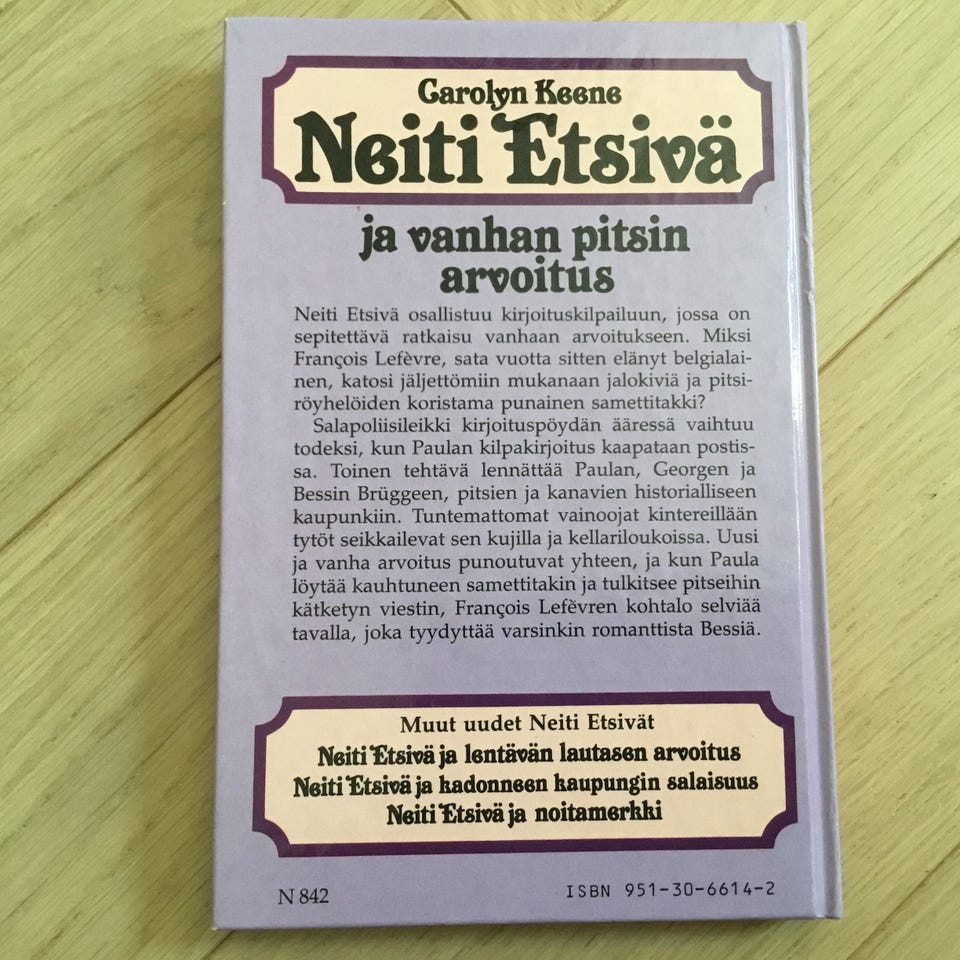 Carolyn Keene
Neiti Etsivä
ja vanhan pitsin
arvoitus
Neiti Etsivä osallistuu kirjoituskilpailuun, jossa on
sepitettävä ratkaisu vanhaan arvoitukseen. Miksi
François Lefèvre, sata vuotta sitten elänyt belgialai-
nen, katosi jäljettömiin mukanaan jalokiviä ja pitsi-
röyhelöiden koristama punainen samettitakki?
Salapoliisileikki kirjoituspöydän ääressä vaihtuu
todeksi, kun Paulan kilpakirjoitus kaapataan postis-
sa. Toinen tehtävä lennättää Paulan, Georgen ja
Bessin Brüggeen, pitsien ja kanavien historialliseen
kaupunkiin. Tuntemattomat vainoojat kintereillään
tytöt seikkailevat sen kujilla ja kellariloukoissa. Uusi
ja vanha arvoitus punoutuvat yhteen, ja kun Paula
löytää kauhtuneen samettitakin ja tulkitsee pitseihin
kätketyn viestin, François Lefèvren kohtalo selviää
tavalla, joka tyydyttää varsinkin romanttista Bessiä.
Muut uudet Neiti Etsivät
Neiti Etsivä ja lentävän lautasen arvoitus
Neiti Etsivä ja kadonneen kaupungin salaisuus
Neiti Etsivä ja noitamerkki
N 842
ISBN 951-30-6614-2